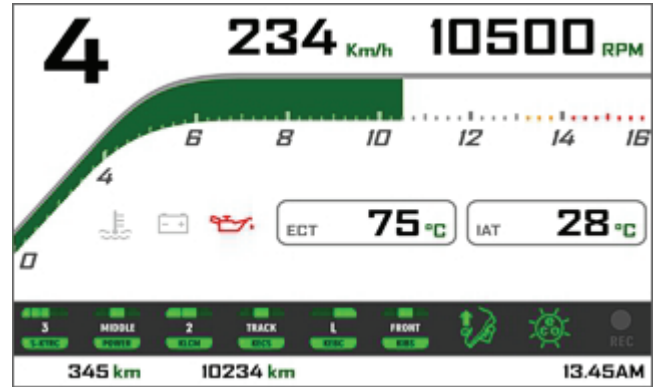 4 234 Km/h 10500 RPM
6 8 10 12 14 16
4
ECT 75 °C IAT 28 °C
0
3 MIDDLE 2 TRACK L FRONT eco
S-KTRC POWER KLCM KECS KEBC KIBS REC
345 km 10234 km 13.45AM